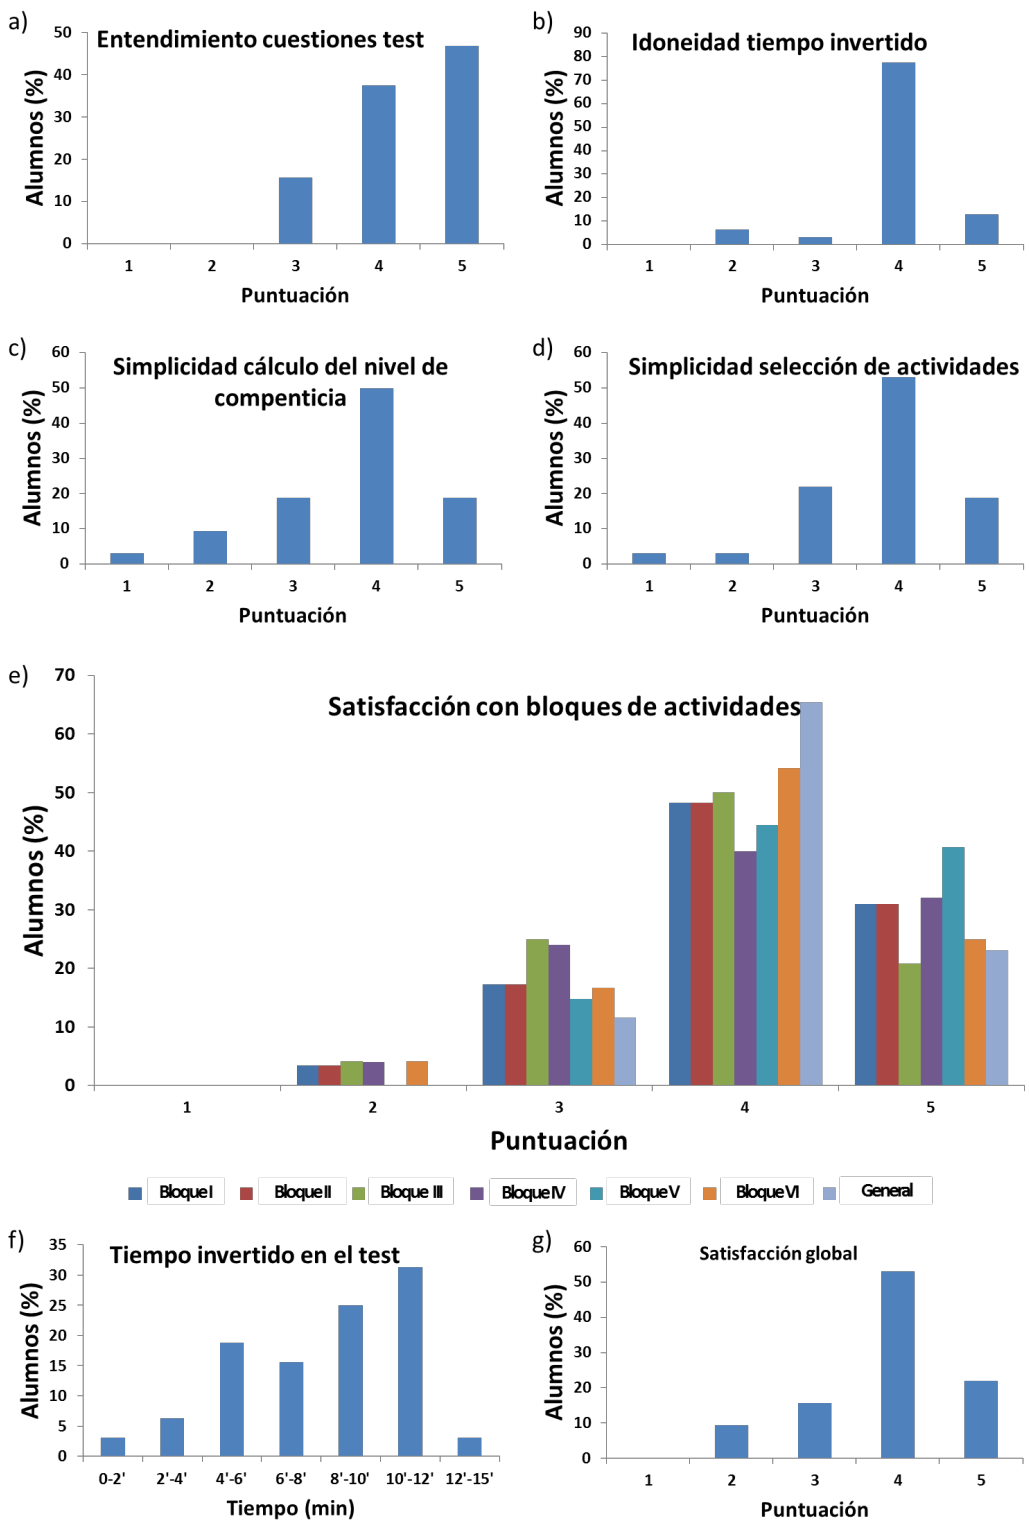 a)
Entendimiento cuestiones test
Alumnos (%)
50
40
30
20
10
0
1 2 3 4 5
Puntuación
b)
Idoneidad tiempo invertido
Alumnos (%)
90
80
70
60
50
40
30
20
10
0
1 2 3 4 5
Puntuación
c)
Simplicidad cálculo del nivel de
compenticia
Alumnos (%)
60
50
40
30
20
10
0
1 2 3 4 5
Puntuación
d)
Simplicidad selección de actividades
Alumnos (%)
60
50
40
30
20
10
0
1 2 3 4 5
Puntuación
e)
Satisfacción con bloques de actividades
Alumnos (%)
70
60
50
40
30
20
10
0
1 2 3 4 5
Puntuación
Bloque I Bloque II Bloque III Bloque IV Bloque V Bloque VI General
f)
Tiempo invertido en el test
Alumnos (%)
35
30
25
20
15
10
5
0
0-2' 2'-4' 4'-6' 6'-8' 8'-10' 10'-12' 12'-15'
Tiempo (min)
g)
Satisfacción global
Alumnos (%)
60
50
40
30
20
10
0
1 2 3 4 5
Puntuación